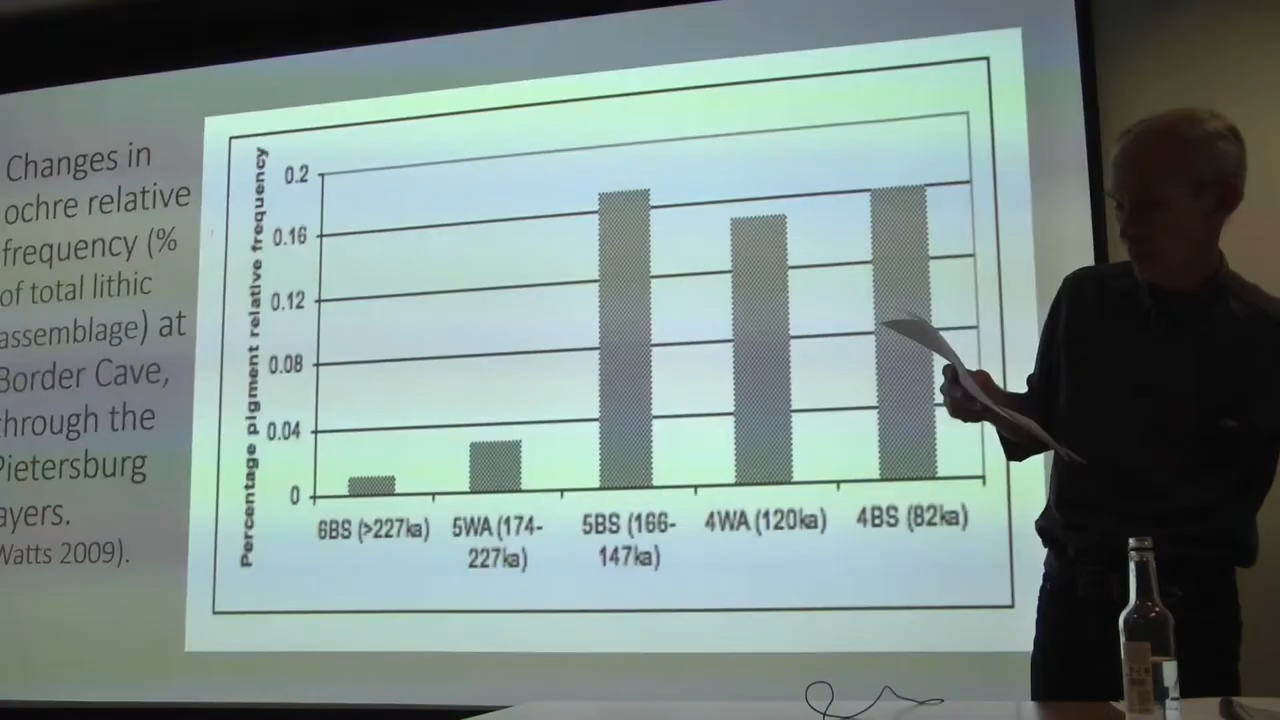 Changes in
ochre relative
frequency (%
of total lithic
assemblage) at
Border Cave,
through the
Pietersburg
ayers.
Watts 2009).
Percentage pigment relative frequency
0.2
0.16
0.12
0.08
0.04
0
6BS (>227ka)
5WA (174-
227ka)
5BS (166-
147ka)
4WA (120ka)
4BS (82ka)